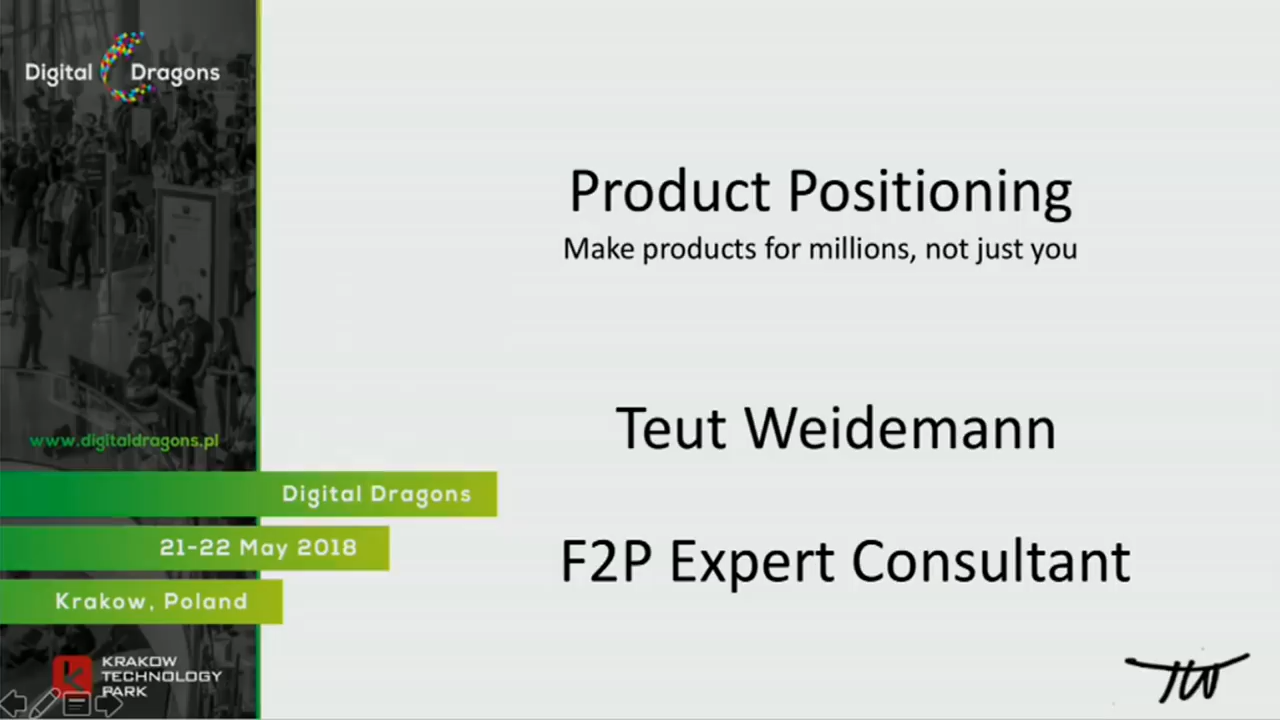 Digital Dragons
Product Positioning
Make products for millions, not just you
Teut Weidemann
F2P Expert Consultant
www.digitaldragons.pl
Digital Dragons
21-22 May 2018
Krakow, Poland
KRAKOW
TECHNOLOGY
PARK
TW